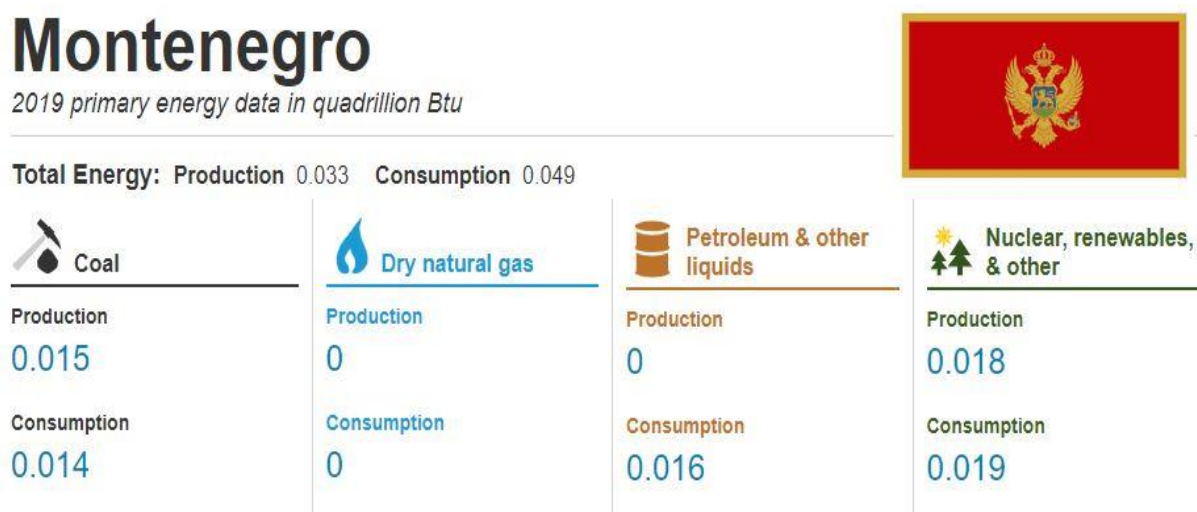 Montenegro
2019 primary energy data in quadrillion Btu
Total Energy: Production 0.033 Consumption 0.049
Coal
Production
0.015
Consumption
0.014
Dry natural gas
Production
0
Consumption
0
Petroleum & other
liquids
Production
0
Consumption
0.016
Nuclear, renewables,
& other
Production
0.018
Consumption
0.019